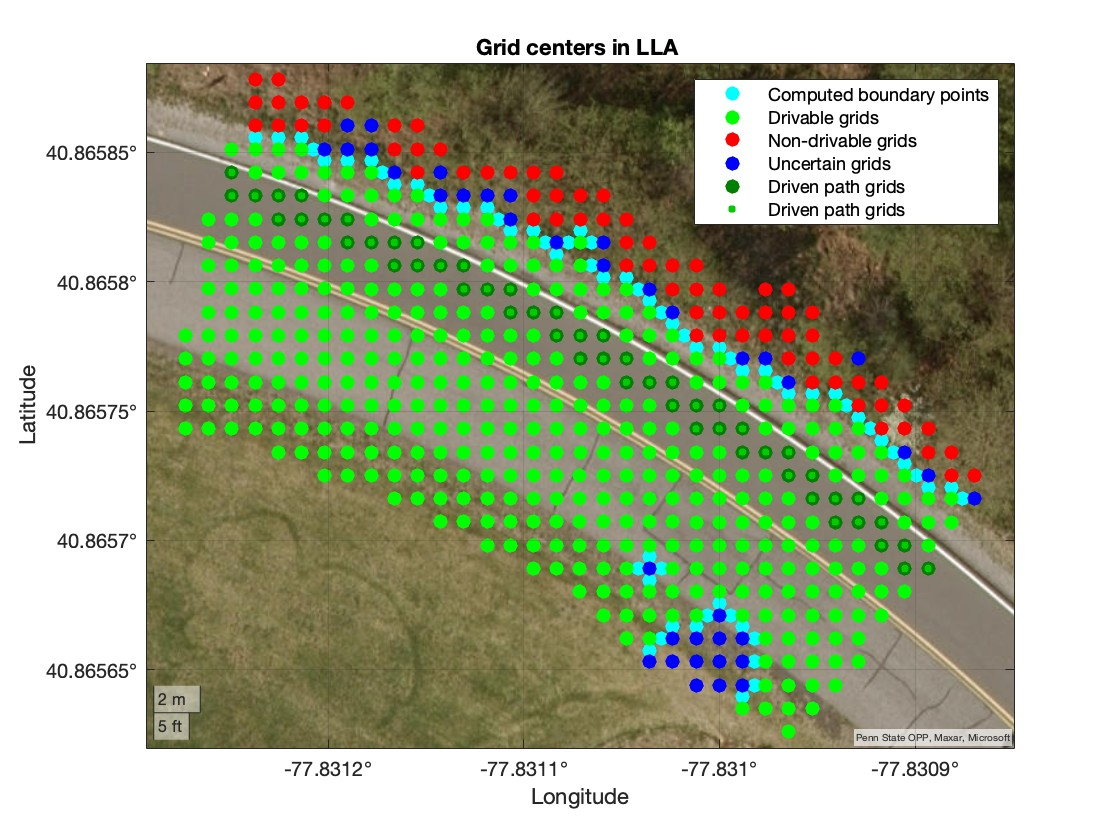 Grid centers in LLA
Computed boundary points
Drivable grids
Non-drivable grids
Uncertain grids
Driven path grids
Driven path grids
40.86585°
40.8658°
40.86575°
40.8657°
40.86565°
Latitude
2 m
5 ft
Penn State OPP, Maxar, Microsoft
-77.8312°
-77.8311°
-77.831°
-77.8309°
Longitude